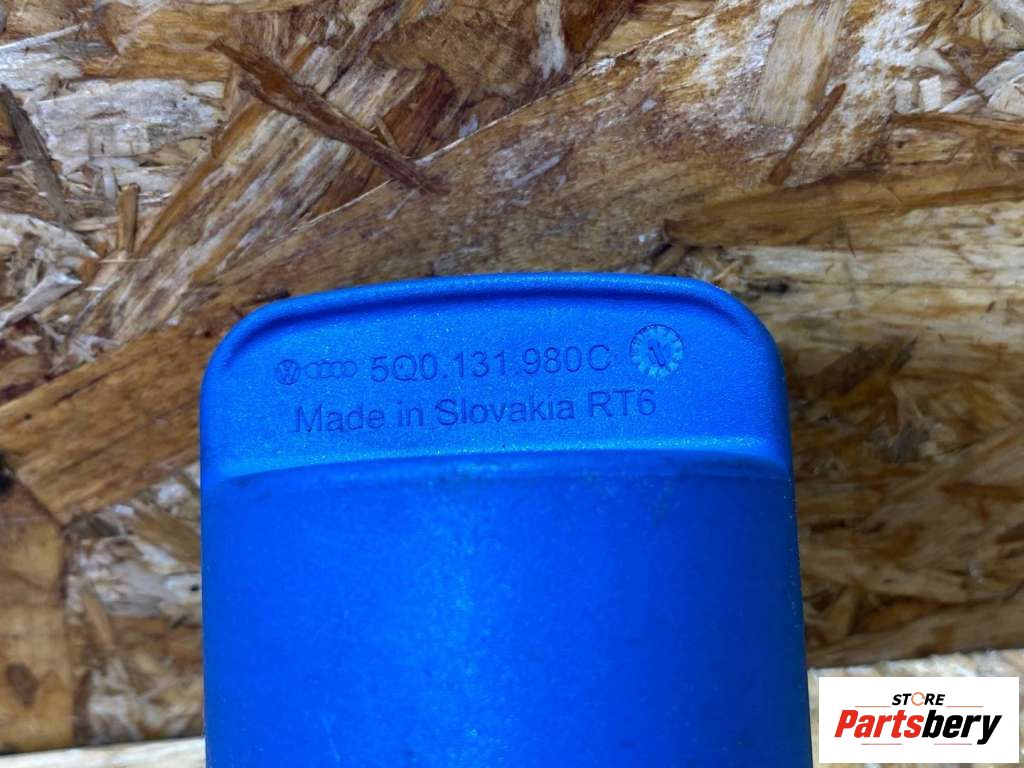 5Q0.131.980C
Made in Slovakia RT6
STORE
Partsbery